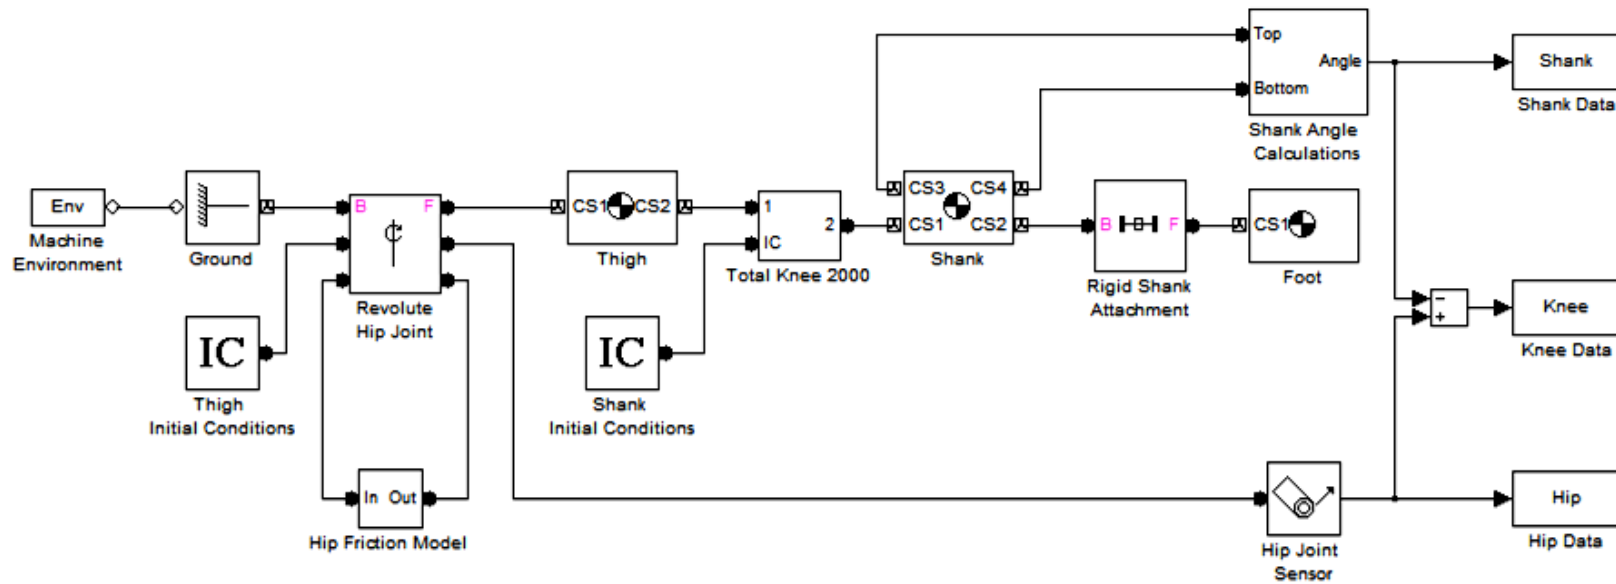 Env
Machine
Environment
Ground
B F
Revolute
Hip Joint
IC
Thigh
Initial Conditions
In Out
Hip Friction Model
CS1 CS2
Thigh
1
2
IC
Total Knee 2000
IC
Shank
Initial Conditions
CS3 CS4
CS1 CS2
Shank
B F
Rigid Shank
Attachment
CS1
Foot
Top
Angle
Bottom
Shank Angle
Calculations
Shank
Shank Data
−
+
Knee
Knee Data
Hip Joint
Sensor
Hip
Hip Data